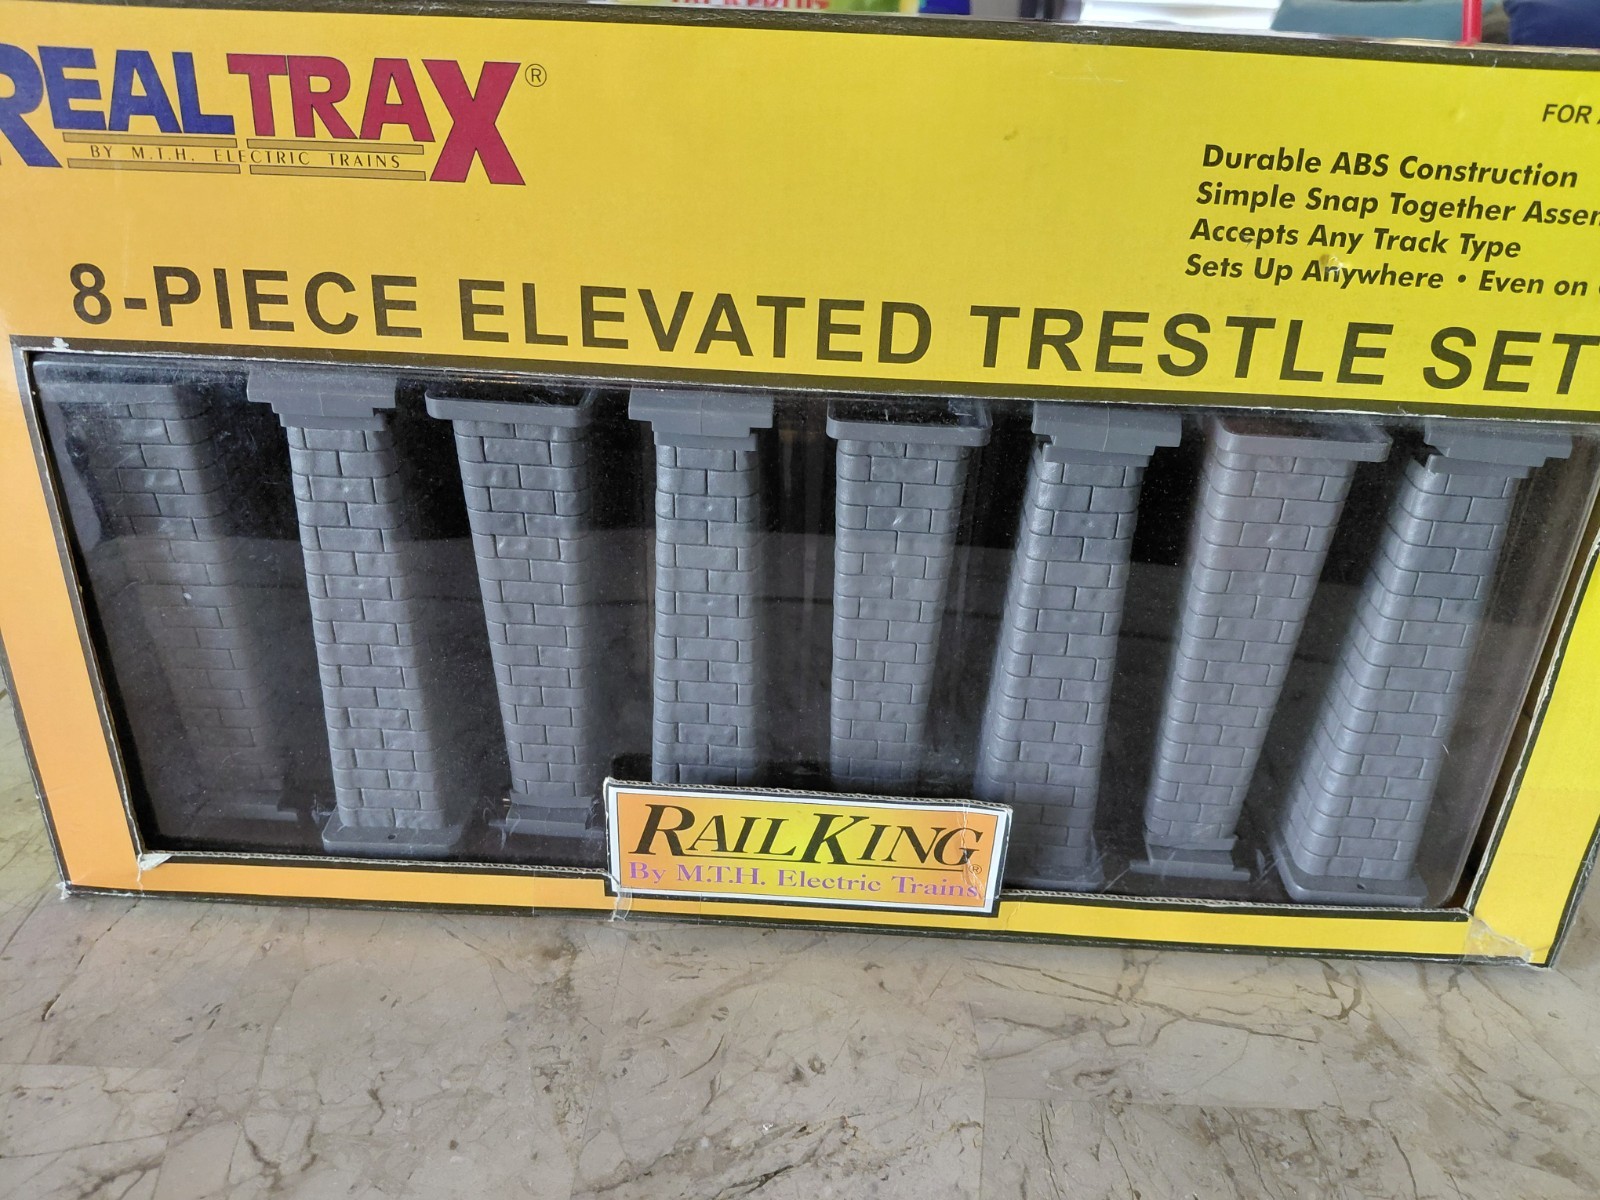 REALTRAX®
BY M.T.H. ELECTRIC TRAINS
FOR
Durable ABS Construction
Simple Snap Together
Accepts Any Track Type
Sets Up Anywhere • Even on
8-PIECE ELEVATED TRESTLE SET
RAILKING®
By M.T.H. Electric Trains